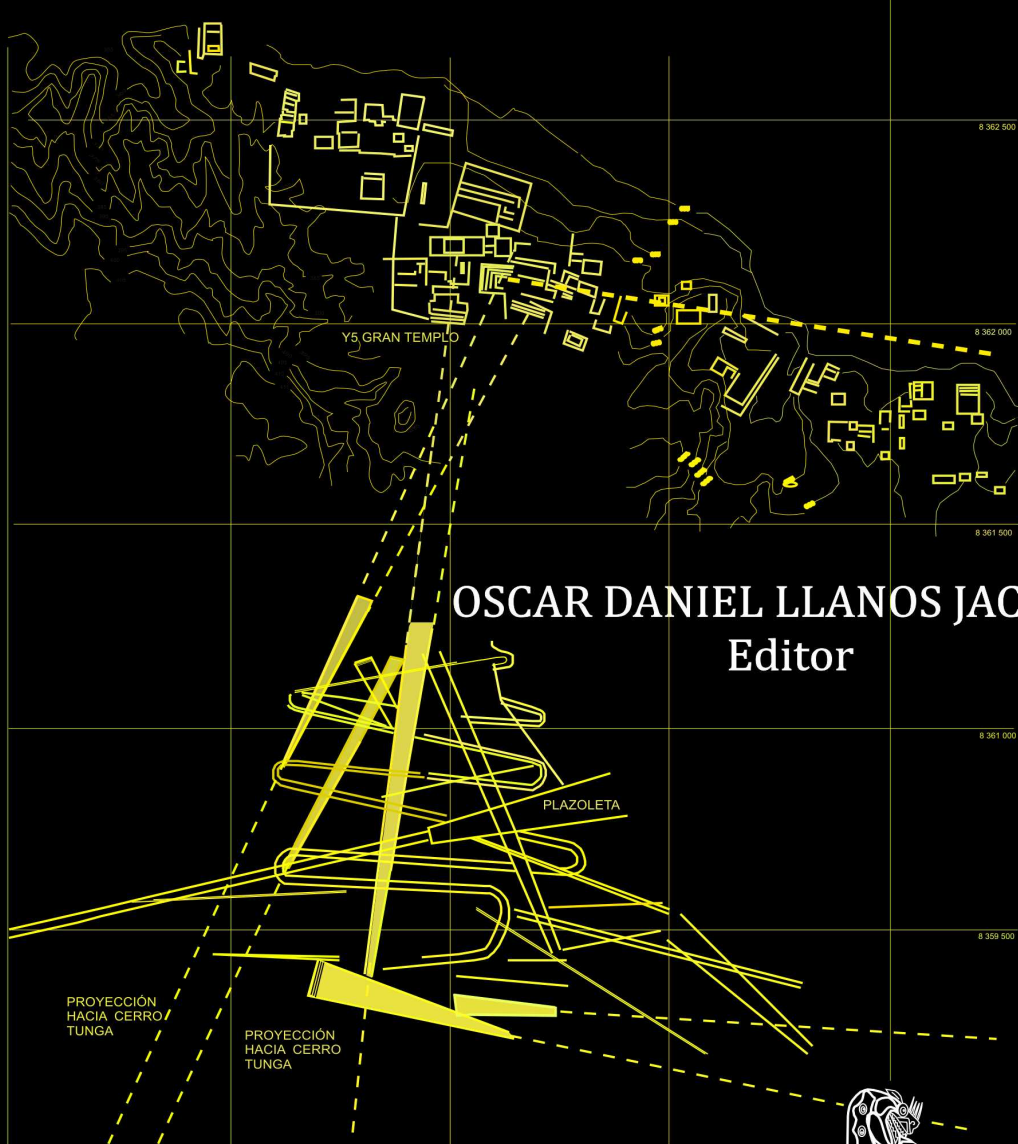 8 362 500
Y5 GRAN TEMPLO
8 362 000
8 361 500
OSCAR DANIEL LLANOS JAC
Editor
8 361 000
PLAZOLETA
8 359 500
PROYECCIÓN
HACIA CERRO
TUNGA
PROYECCIÓN
HACIA CERRO
TUNGA